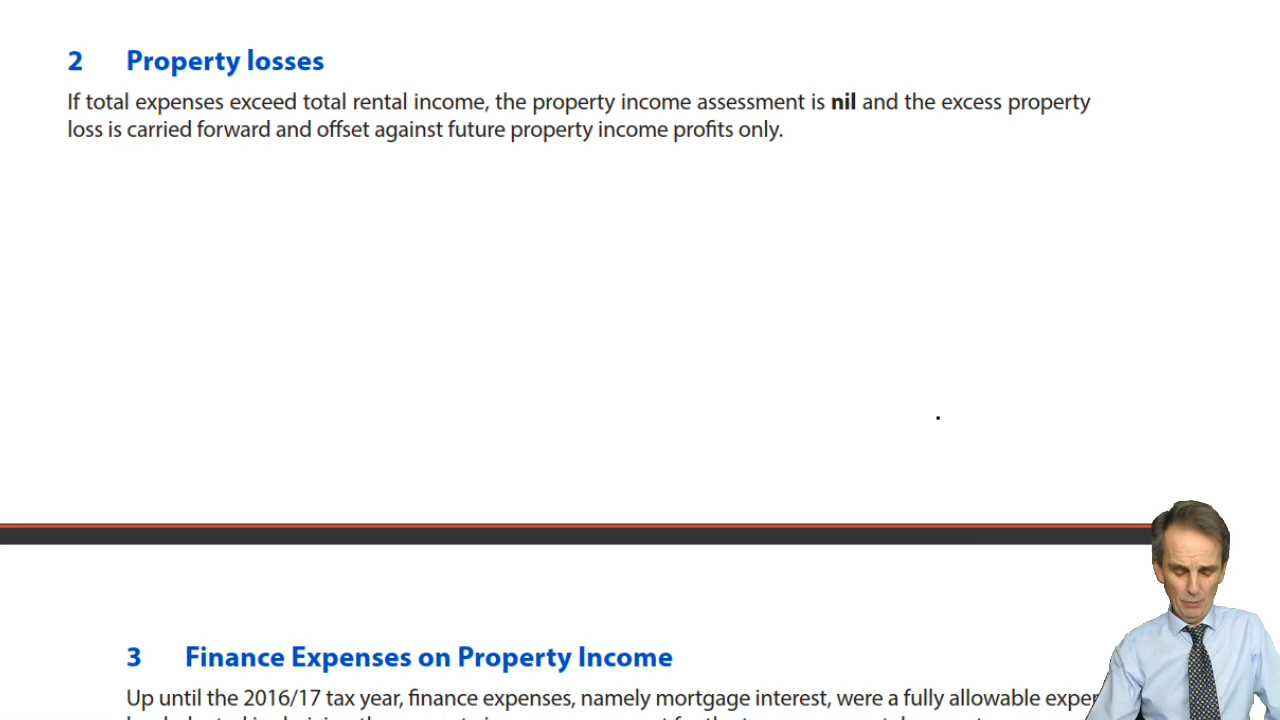 2 Property losses
If total expenses exceed total rental income, the property income assessment is nil and the excess property
loss is carried forward and offset against future property income profits only.
3 Finance Expenses on Property Income
Up until the 2016/17 tax year, finance expenses, namely mortgage interest, were a fully allowable